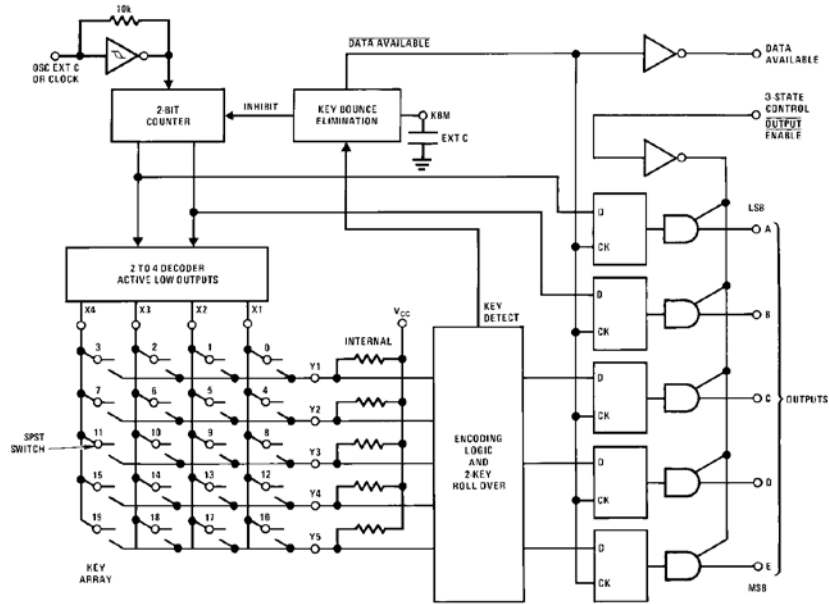 10k
OSC EXT C
OR CLOCK
DATA AVAILABLE
DATA
AVAILABLE
2-BIT
COUNTER
INHIBIT
KEY BOUNCE
ELIMINATION
KBM
EXT C
3-STATE
CONTROL
OUTPUT
ENABLE
D
CK
LSB
A
2 TO 4 DECODER
ACTIVE LOW OUTPUTS
D
CK
B
X4
X3
X2
X1
VCC
KEY
DETECT
INTERNAL
3
2
1
0
Y1
7
6
5
4
Y2
D
CK
C
OUTPUTS
SPST
SWITCH
11
10
9
8
Y3
ENCODING
LOGIC
AND
2-KEY
ROLL OVER
15
14
13
12
Y4
D
CK
D
19
18
17
16
Y5
D
CK
E
KEY
ARRAY
MSB